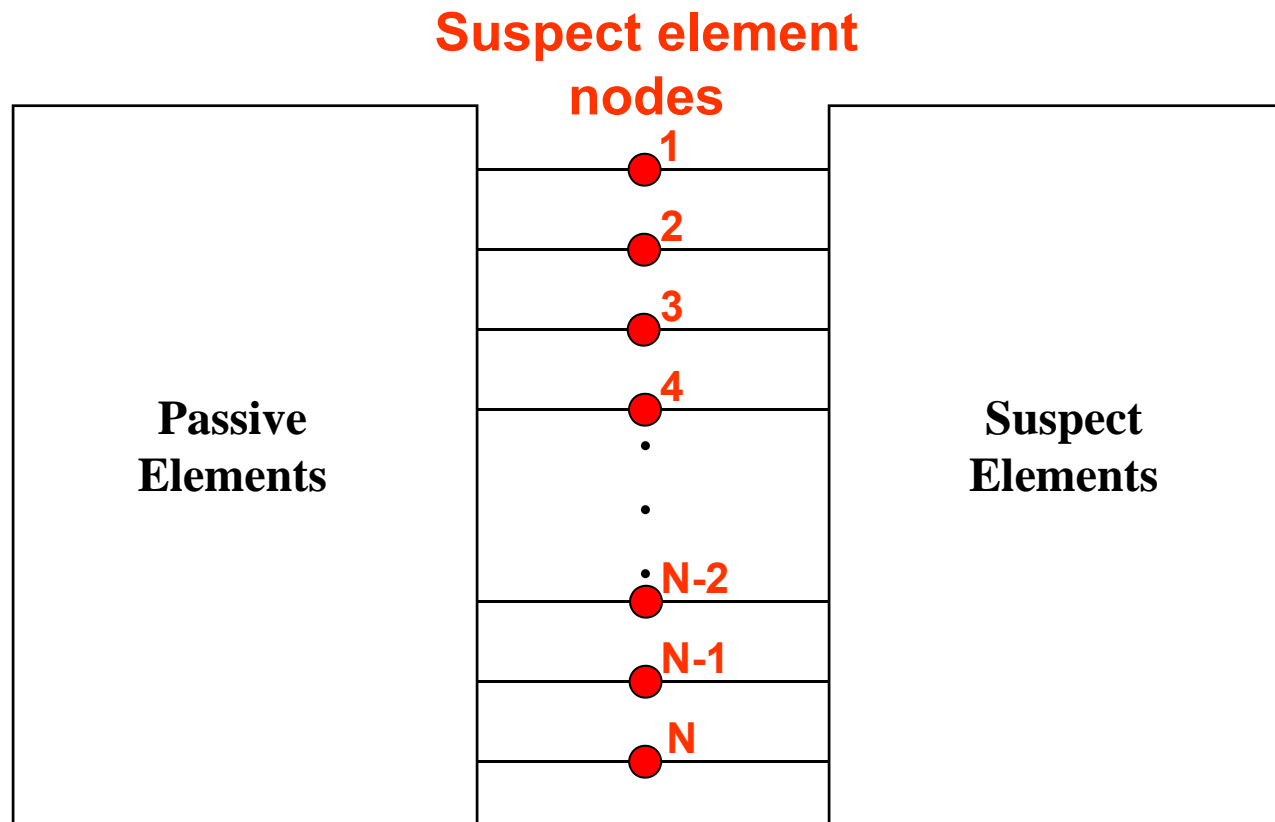 Suspect element
nodes
1
2
3
4
Passive
Elements
Suspect
Elements
N-2
N-1
N